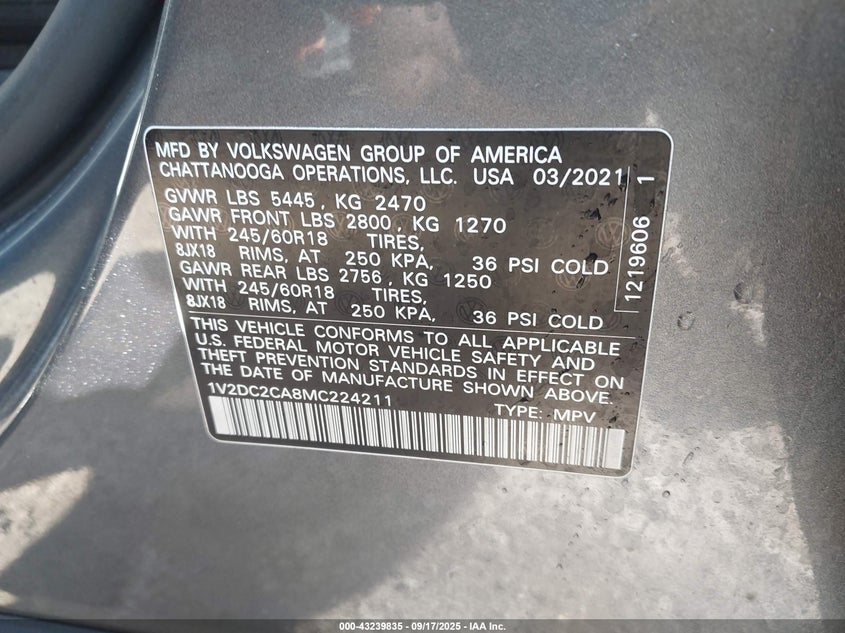 MFD BY VOLKSWAGEN GROUP OF AMERICA
CHATTANOOGA OPERATIONS, LLC. USA 03/2021
GVWR LBS 5445, KG 2470
GAWR FRONT LBS 2800, KG 1270
WITH 245/60R18 TIRES,
8JX18 RIMS, AT 250 KPA, 36 PSI COLD
GAWR REAR LBS 2756, KG 1250
WITH 245/60R18 TIRES,
8JX18 RIMS, AT 250 KPA, 36 PSI COLD
1219606 1
THIS VEHICLE CONFORMS TO ALL APPLICABLE
U.S. FEDERAL MOTOR VEHICLE SAFETY AND
THEFT PREVENTION STANDARDS IN EFFECT ON
THE DATE OF MANUFACTURE SHOWN ABOVE.
1V2DC2CA8MC224211 TYPE: MPV
000-43239835 - 09/17/2025 - IAA Inc.